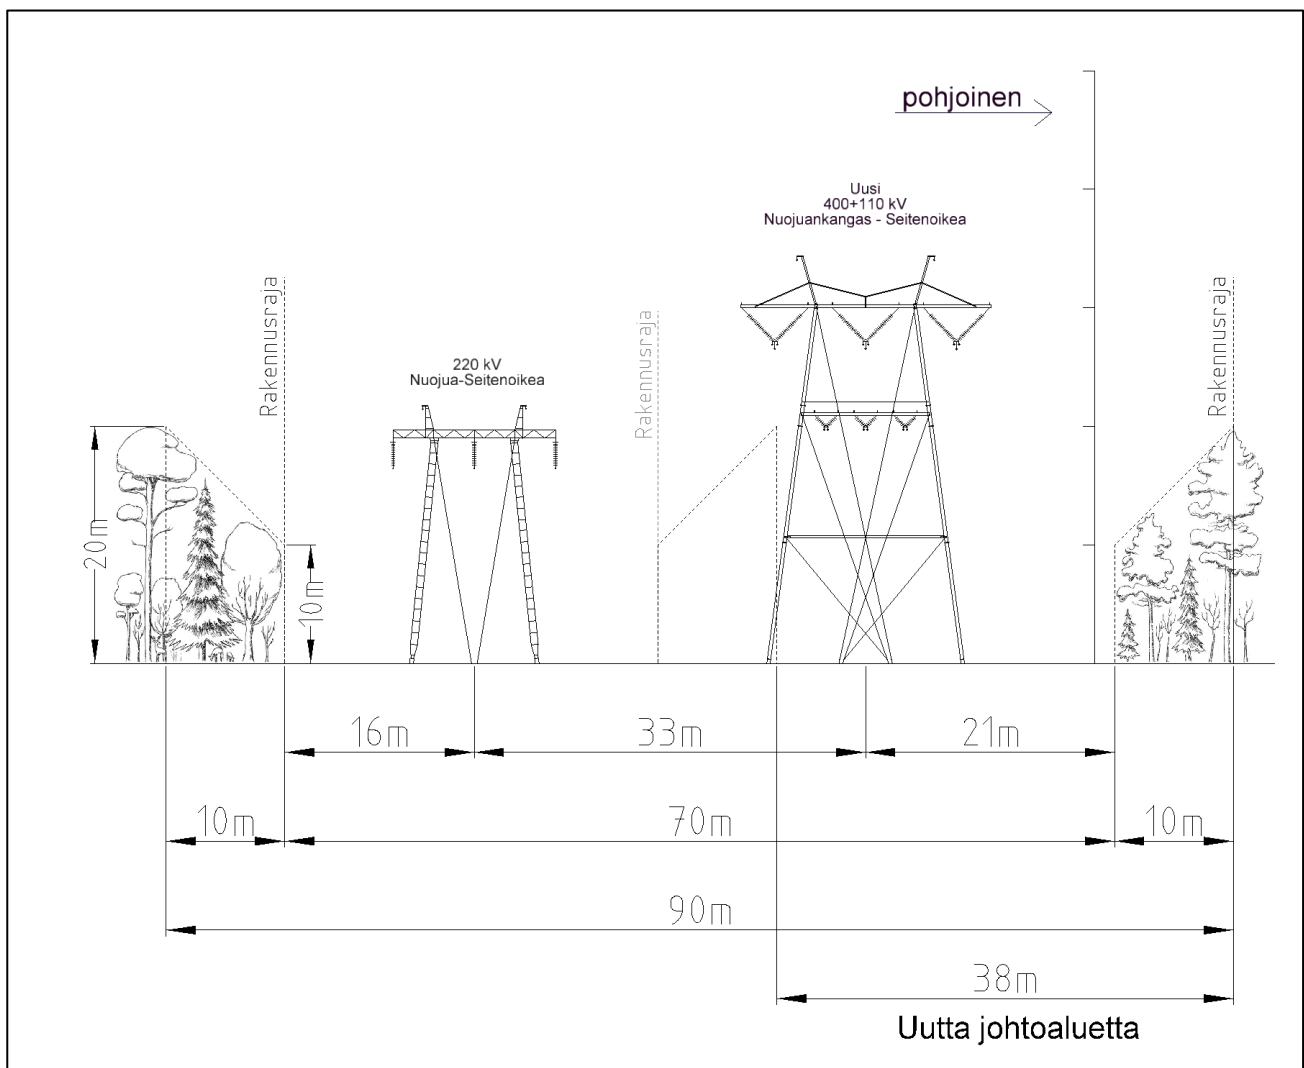 pohjoinen
Uusi
400+110 kV
Nuojuankangas - Seitenoikea
Rakennusraja
Rakennusraja
Rakennusraja
220 kV
Nuojua-Seitenoikea
20m
10m
16m
33m
21m
10m
70m
10m
90m
38m
Uutta johtoaluetta